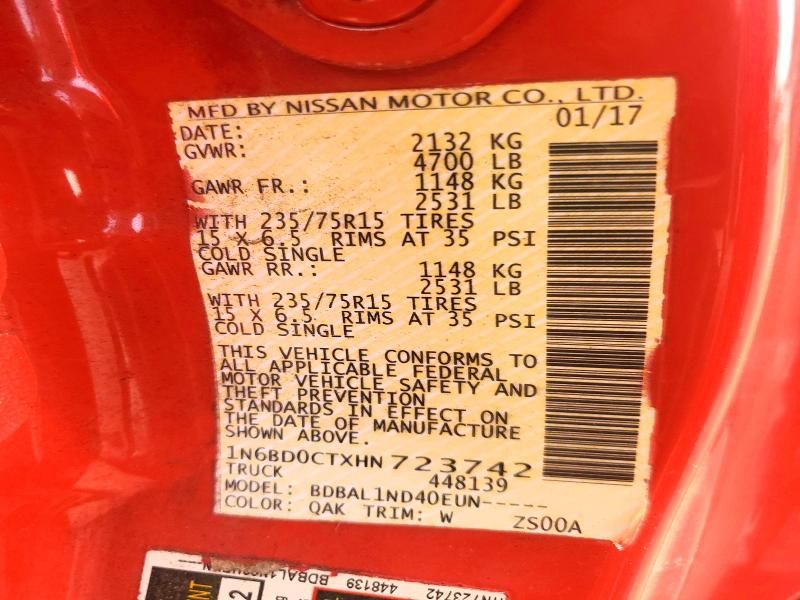 MFD BY NISSAN MOTOR CO., LTD.
DATE: 01/17
GVWR: 2132 KG
4700 LB
GAWR FR.: 1148 KG
2531 LB
WITH 235/75R15 TIRES
15 X 6.5 RIMS AT 35 PSI
COLD SINGLE
GAWR RR.: 1148 KG
2531 LB
WITH 235/75R15 TIRES
15 X 6.5 RIMS AT 35 PSI
COLD SINGLE
THIS VEHICLE CONFORMS TO
ALL APPLICABLE FEDERAL
MOTOR VEHICLE SAFETY AND
THEFT PREVENTION
STANDARDS IN EFFECT ON
THE DATE OF MANUFACTURE
SHOWN ABOVE.
1N6BD0CTXHN723742
TRUCK 448139
MODEL: BDBAL1ND40EUN-----
COLOR: QAK TRIM: W ZS00A
HN723742
448139